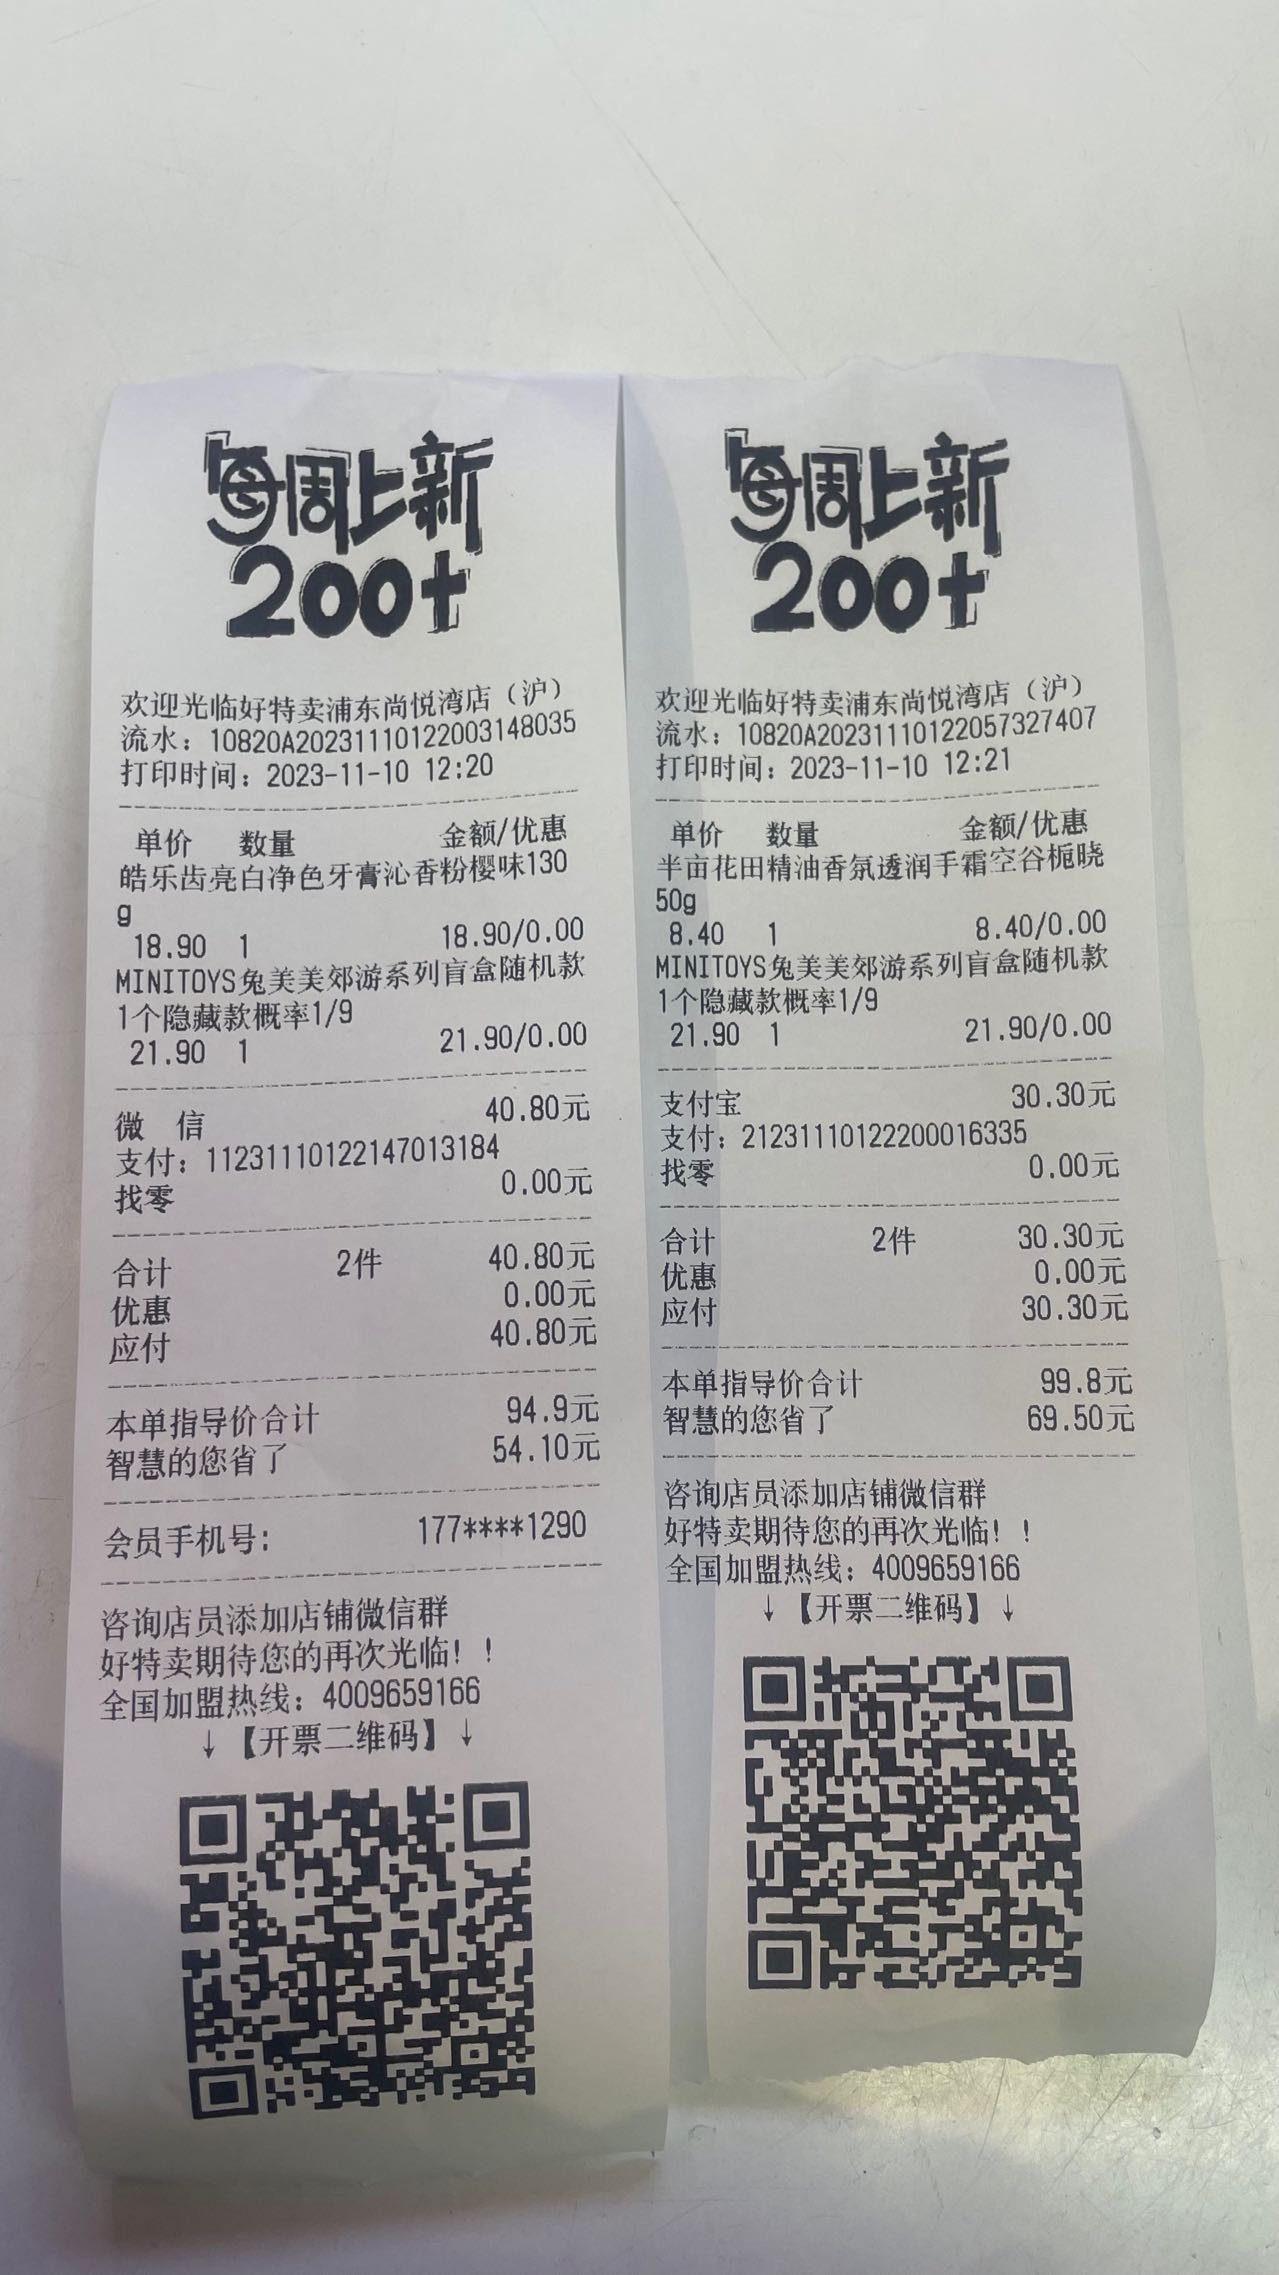 每周上新
200+
欢迎光临好特卖浦东尚悦湾店（沪）
流水：10820A20231110122003148035
打印时间：2023-11-10 12:20
单价 数量 金额/优惠
皓乐齿亮白净色牙膏沁香粉樱味130
g
18.90 1 18.90/0.00
MINITOYS兔美美郊游系列盲盒随机款
1个隐藏款概率1/9
21.90 1 21.90/0.00
微 信 40.80元
支付：11231110122147013184
找零 0.00元
合计 2件 40.80元
优惠 0.00元
应付 40.80元
本单指导价合计 94.9元
智慧的您省了 54.10元
会员手机号: 177****1290
咨询店员添加店铺微信群
好特卖期待您的再次光临！！
全国加盟热线：4009659166
↓【开票二维码】↓
每周上新
200+
欢迎光临好特卖浦东尚悦湾店（沪）
流水：10820A20231110122057327407
打印时间：2023-11-10 12:21
单价 数量 金额/优惠
半亩花田精油香氛透润手霜空谷栀晓
50g
8.40 1 8.40/0.00
MINITOYS兔美美郊游系列盲盒随机款
1个隐藏款概率1/9
21.90 1 21.90/0.00
支付宝 30.30元
支付：21231110122200016335
找零 0.00元
合计 2件 30.30元
优惠 0.00元
应付 30.30元
本单指导价合计 99.8元
智慧的您省了 69.50元
咨询店员添加店铺微信群
好特卖期待您的再次光临！！
全国加盟热线：4009659166
↓【开票二维码】↓